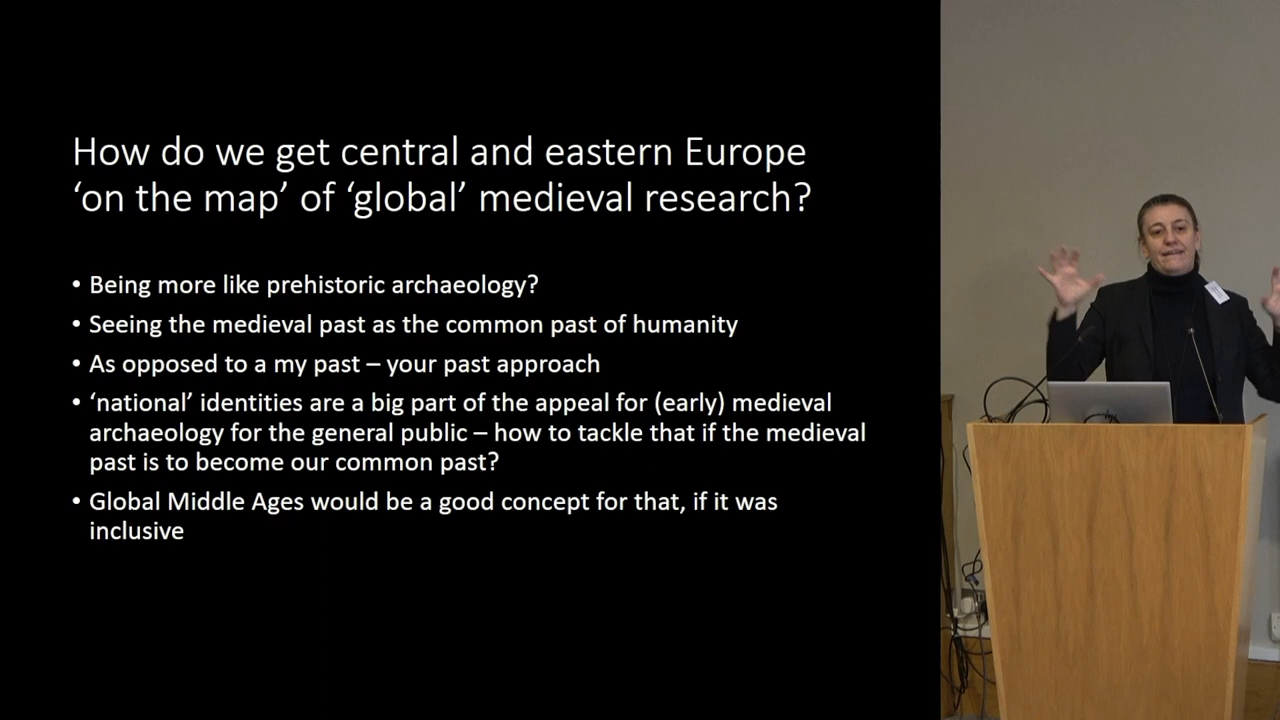 How do we get central and eastern Europe
‘on the map’ of ‘global’ medieval research?
• Being more like prehistoric archaeology?
• Seeing the medieval past as the common past of humanity
• As opposed to a my past – your past approach
• ‘national’ identities are a big part of the appeal for (early) medieval
archaeology for the general public – how to tackle that if the medieval
past is to become our common past?
• Global Middle Ages would be a good concept for that, if it was
inclusive